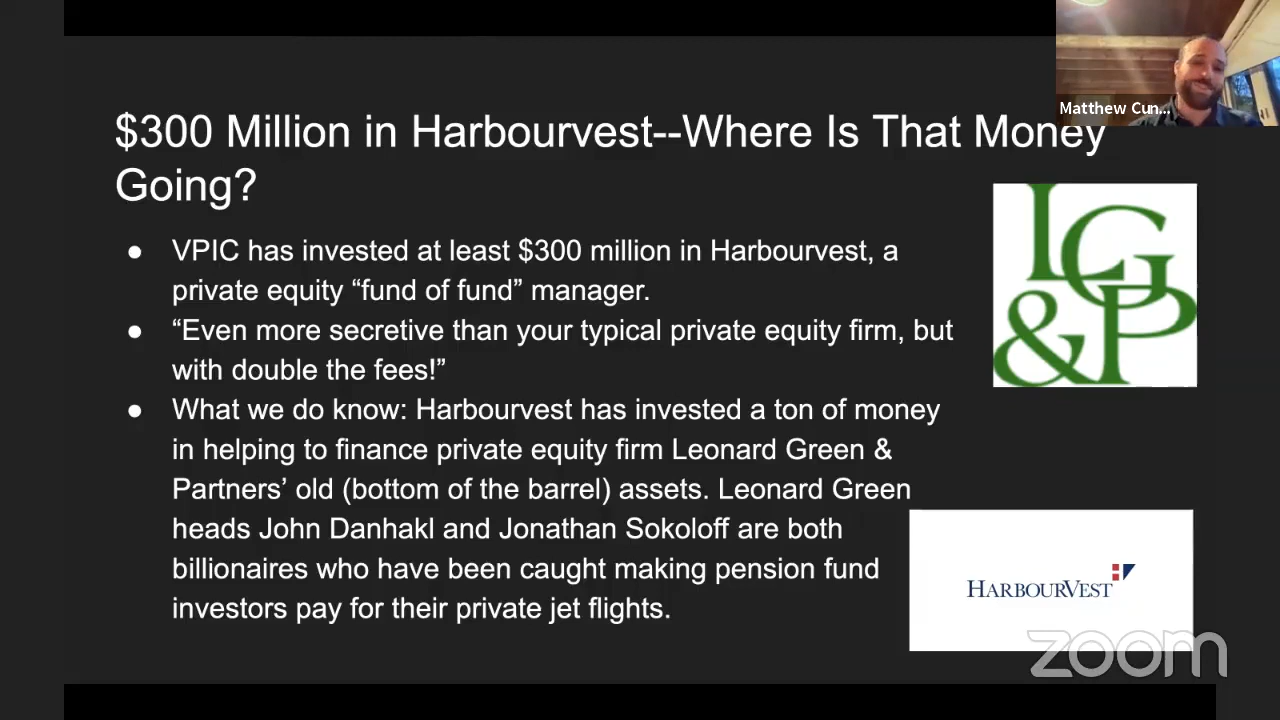 Matthew Cun...
$300 Million in Harbourvest--Where Is That Money
Going?
● VPIC has invested at least $300 million in Harbourvest, a
private equity “fund of fund” manager.
● “Even more secretive than your typical private equity firm, but
with double the fees!”
● What we do know: Harbourvest has invested a ton of money
in helping to finance private equity firm Leonard Green &
Partners’ old (bottom of the barrel) assets. Leonard Green
heads John Danhakl and Jonathan Sokoloff are both
billionaires who have been caught making pension fund
investors pay for their private jet flights.
LG
&P
HARBOURVEST
zoom